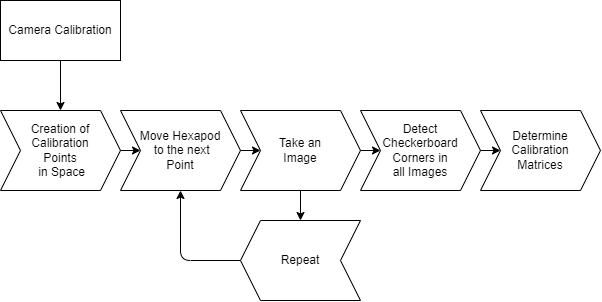 Camera Calibration
Creation of
Calibration
Points
in Space
Move Hexapod
to the next
Point
Take an
Image
Detect
Checkerboard
Corners in
all Images
Determine
Calibration
Matrices
Repeat